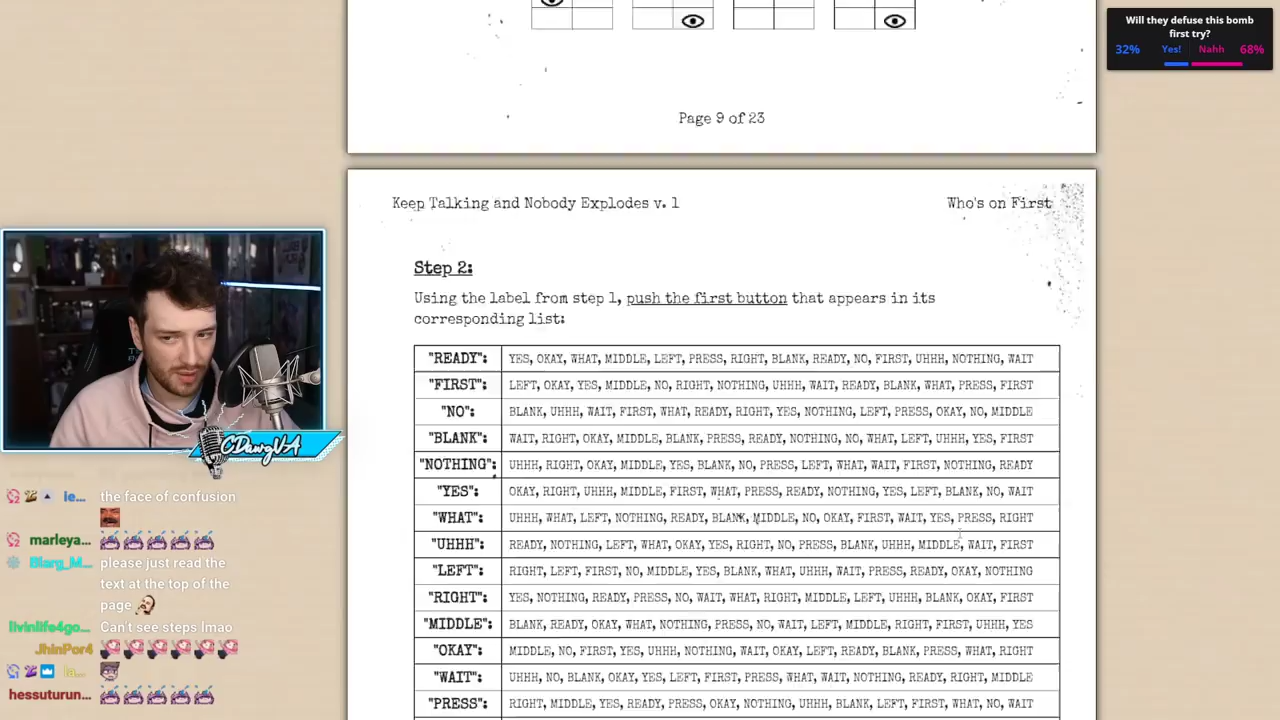 Will they defuse this bomb
first try?
32% Yes! Nahh 68%
Page 9 of 23
Keep Talking and Nobody Explodes v. 1
Who's on First
Step 2:
Using the label from step 1, push the first button that appears in its
corresponding list:
"READY": YES, OKAY, WHAT, MIDDLE, LEFT, PRESS, RIGHT, BLANK, READY, NO, FIRST, UHHH, NOTHING, WAIT
"FIRST": LEFT, OKAY, YES, MIDDLE, NO, RIGHT, NOTHING, UHHH, WAIT, READY, BLANK, WHAT, PRESS, FIRST
"NO": BLANK, UHHH, WAIT, FIRST, WHAT, READY, RIGHT, YES, NOTHING, LEFT, PRESS, OKAY, NO, MIDDLE
"BLANK": WAIT, RIGHT, OKAY, MIDDLE, BLANK, PRESS, READY, NOTHING, NO, WHAT, LEFT, UHHH, YES, FIRST
"NOTHING": UHHH, RIGHT, OKAY, MIDDLE, YES, BLANK, NO, PRESS, LEFT, WHAT, WAIT, FIRST, NOTHING, READY
"YES": OKAY, RIGHT, UHHH, MIDDLE, FIRST, WHAT, PRESS, READY, NOTHING, YES, LEFT, BLANK, NO, WAIT
"WHAT": UHHH, WHAT, LEFT, NOTHING, READY, BLANK, MIDDLE, NO, OKAY, FIRST, WAIT, YES, PRESS, RIGHT
"UHHH": READY, NOTHING, LEFT, WHAT, OKAY, YES, RIGHT, NO, PRESS, BLANK, UHHH, MIDDLE, WAIT, FIRST
"LEFT": RIGHT, LEFT, FIRST, NO, MIDDLE, YES, BLANK, WHAT, UHHH, WAIT, PRESS, READY, OKAY, NOTHING
"RIGHT": YES, NOTHING, READY, PRESS, NO, WAIT, WHAT, RIGHT, MIDDLE, LEFT, UHHH, BLANK, OKAY, FIRST
"MIDDLE": BLANK, READY, OKAY, WHAT, NOTHING, PRESS, NO, WAIT, LEFT, MIDDLE, RIGHT, FIRST, UHHH, YES
"OKAY": MIDDLE, NO, FIRST, YES, UHHH, NOTHING, WAIT, OKAY, LEFT, READY, BLANK, PRESS, WHAT, RIGHT
"WAIT": UHHH, NO, BLANK, OKAY, YES, LEFT, FIRST, PRESS, WHAT, WAIT, NOTHING, READY, RIGHT, MIDDLE
"PRESS": RIGHT, MIDDLE, YES, READY, PRESS, OKAY, NOTHING, UHHH, BLANK, LEFT, FIRST, WHAT, NO, WAIT
CDawgVA
ie... the face of confusion
marleya...
Blarg_M... please just read the
text at the top of the
page
livinlife4go... Can't see steps lmao
JhinPor4
la...
hessuturun...